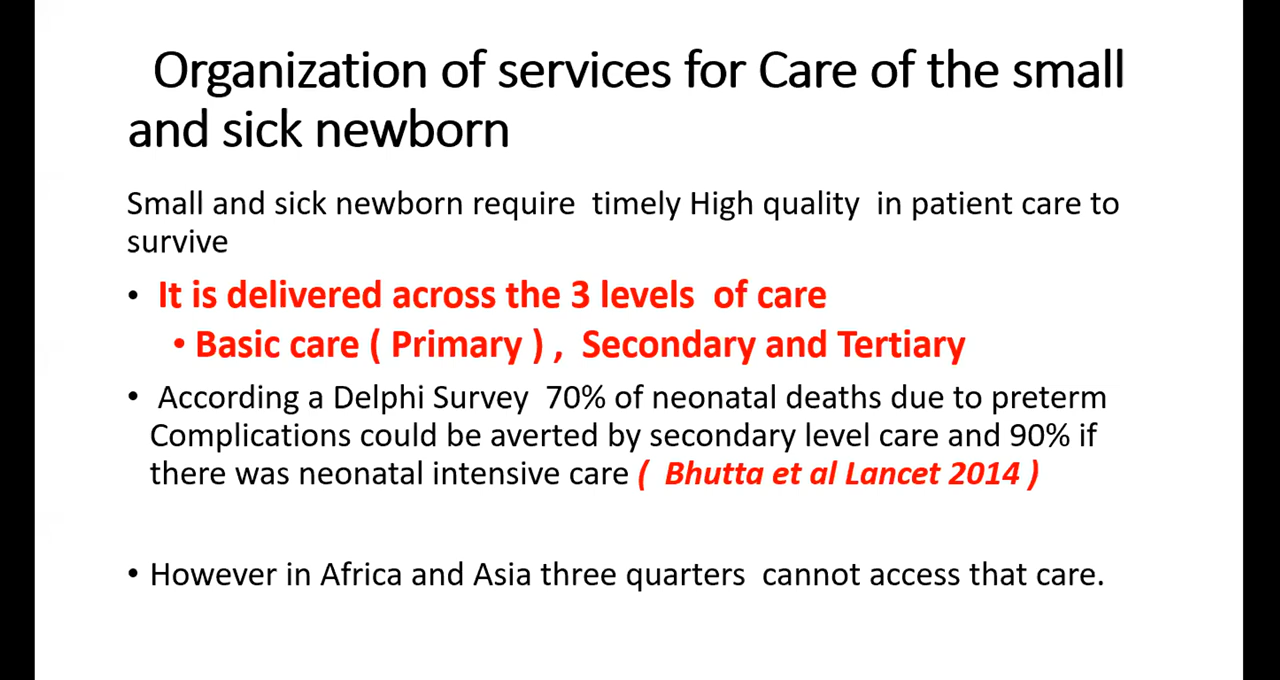 Organization of services for Care of the small
and sick newborn
Small and sick newborn require timely High quality in patient care to
survive
• It is delivered across the 3 levels of care
• Basic care ( Primary ) , Secondary and Tertiary
• According a Delphi Survey 70% of neonatal deaths due to preterm
Complications could be averted by secondary level care and 90% if
there was neonatal intensive care ( Bhutta et al Lancet 2014 )
• However in Africa and Asia three quarters cannot access that care.